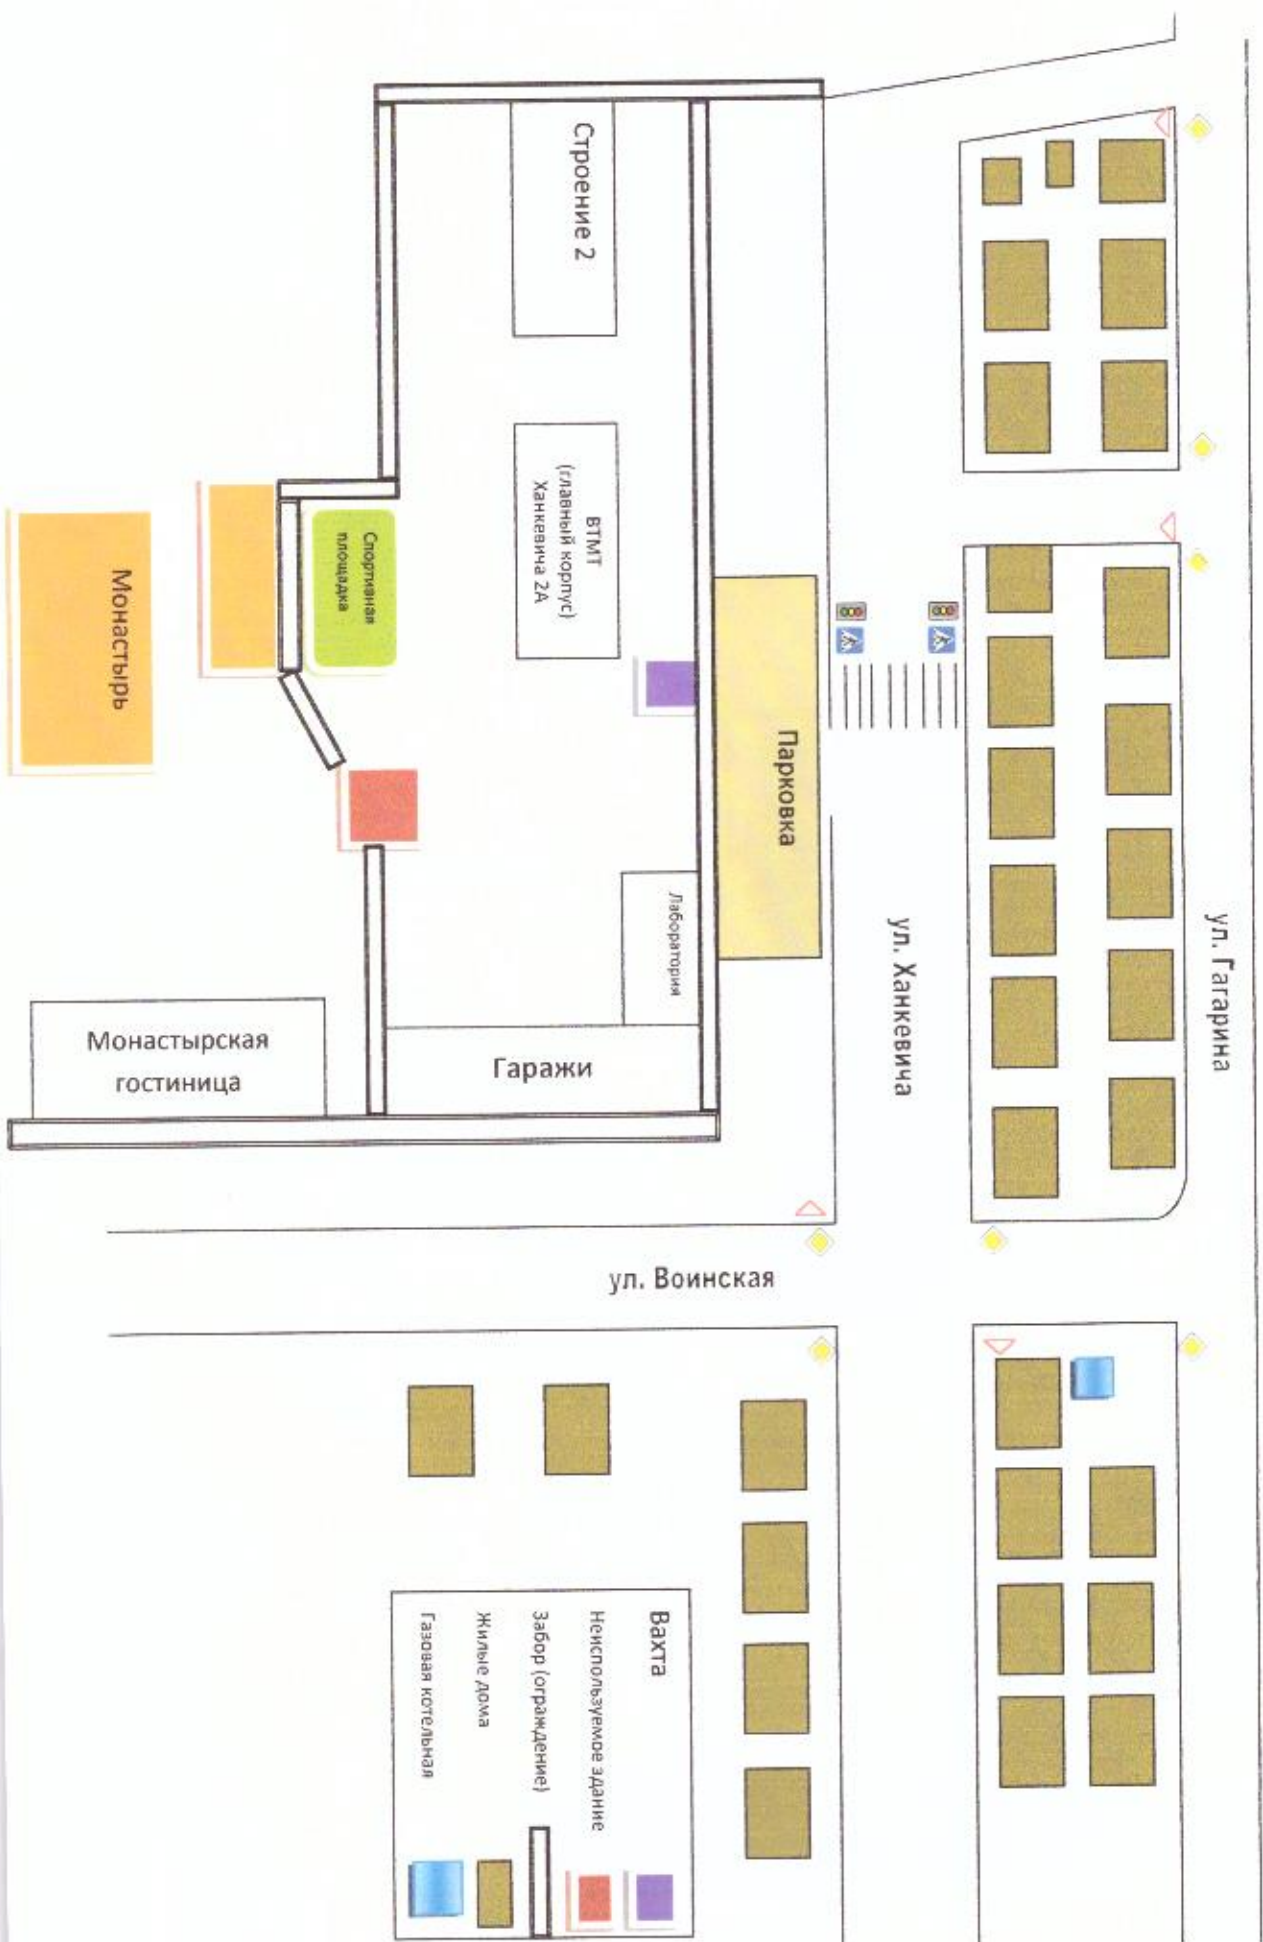 ул. Гагарина
ул. Ханкевича
Парковка
Строение 2
ВТМТ
(главный корпус)
Ханкевича 2А
Лаборатория
Спортивная
площадка
Гаражи
ул. Воинская
Монастырь
Монастырская
гостиница
Вахта
Неиспользуемое здание
Забор (ограждение)
Жилые дома
Газовая котельная